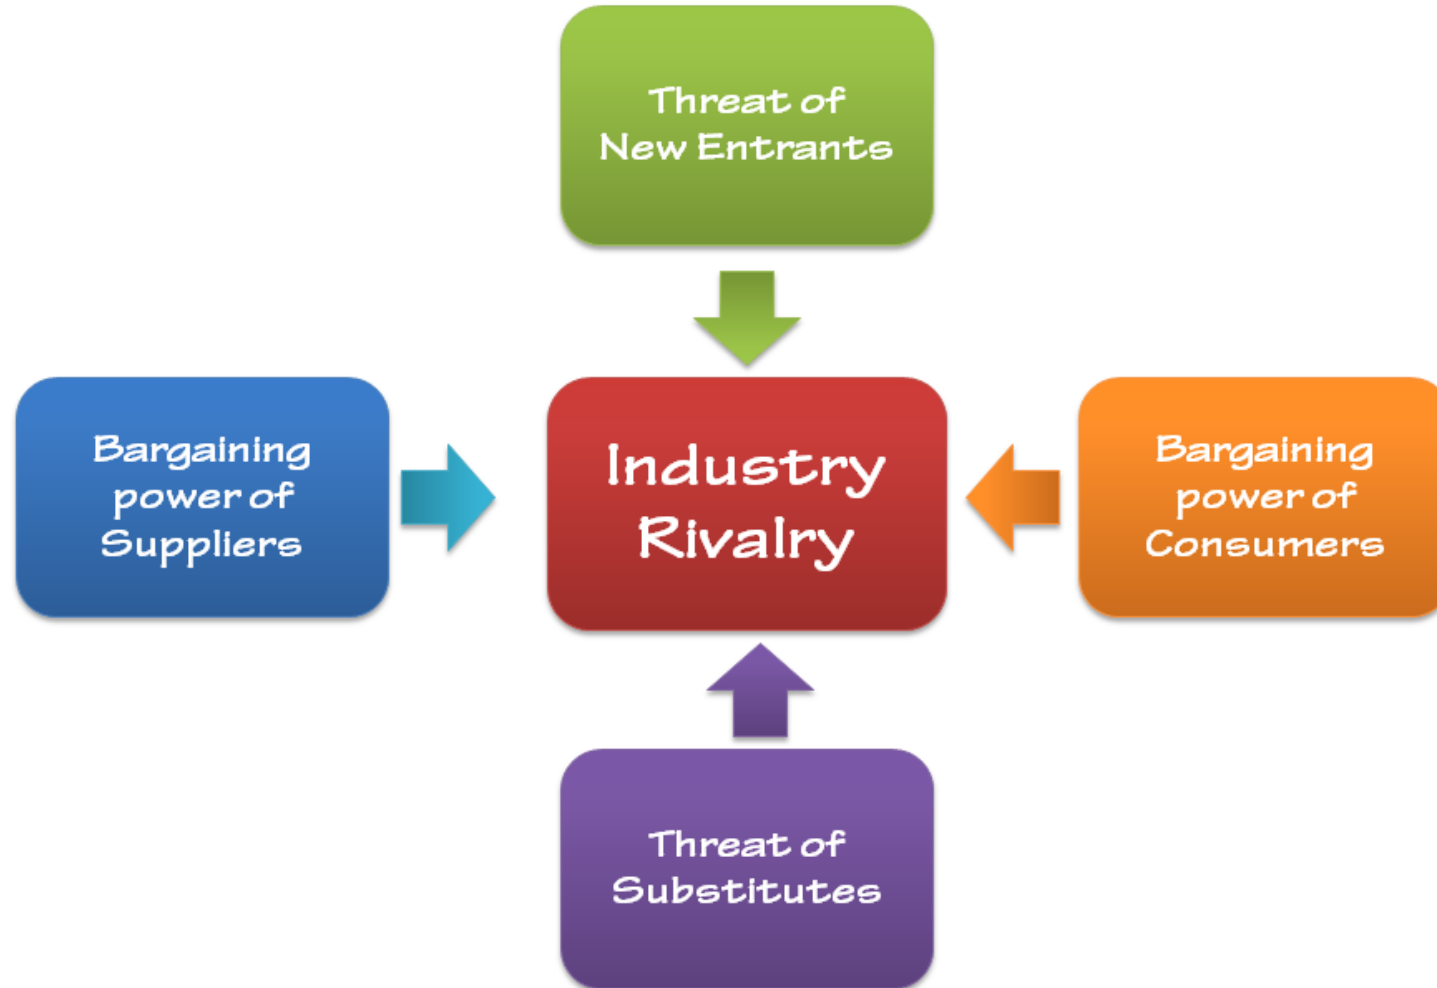 Threat of
New Entrants
Bargaining
power of
Suppliers
Industry
Rivalry
Bargaining
power of
Consumers
Threat of
Substitutes